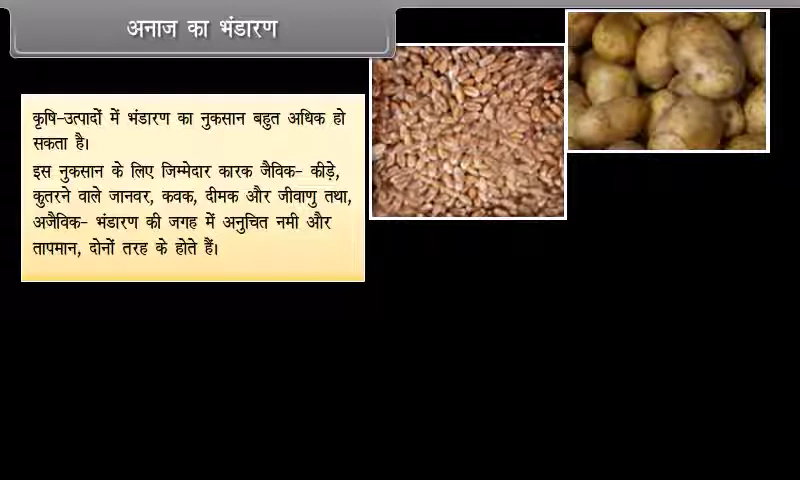 अनाज का भंडारण
कृषि-उत्पादों में भंडारण का नुकसान बहुत अधिक हो
सकता है।
इस नुकसान के लिए जिम्मेदार कारक जैविक- कीड़े,
कुतरने वाले जानवर, कवक, दीमक और जीवाणु तथा,
अजैविक- भंडारण की जगह में अनुचित नमी और
तापमान, दोनों तरह के होते हैं।